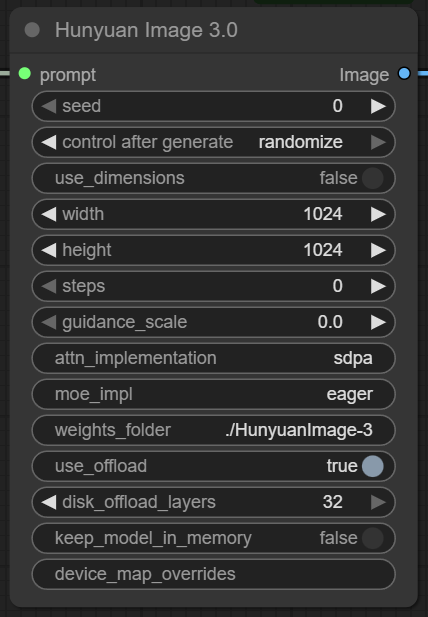 Hunyuan Image 3.0
prompt Image
seed 0
control after generate randomize
use_dimensions false
width 1024
height 1024
steps 0
guidance_scale 0.0
attn_implementation sdpa
moe_impl eager
weights_folder ./HunyuanImage-3
use_offload true
disk_offload_layers 32
keep_model_in_memory false
device_map_overrides